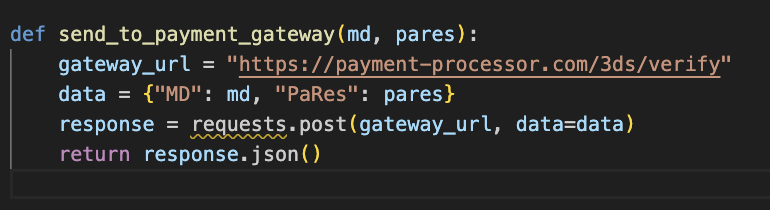 def send_to_payment_gateway(md, pares):
    gateway_url = "https://payment-processor.com/3ds/verify"
    data = {"MD": md, "PaRes": pares}
    response = requests.post(gateway_url, data=data)
    return response.json()